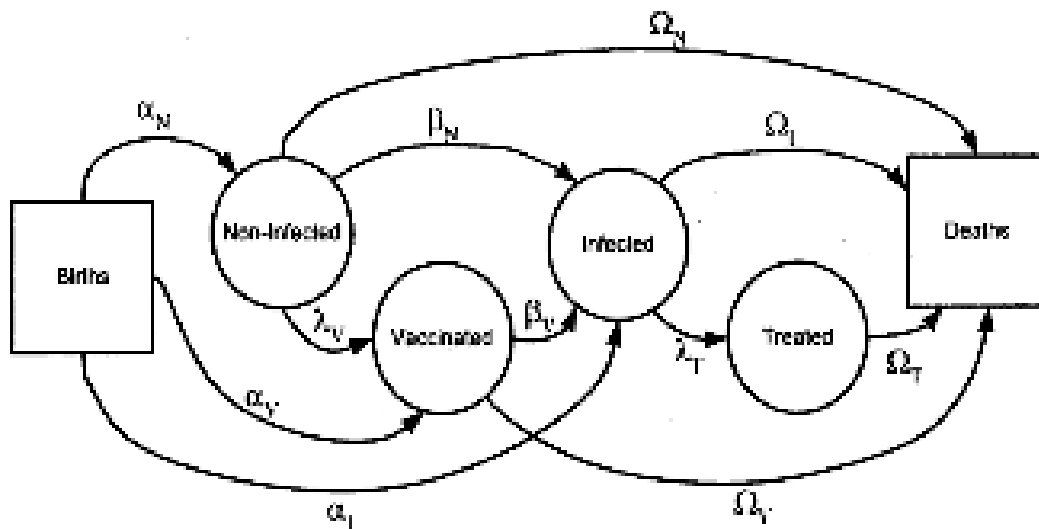 Ω_N
α_N
β_N
Ω_I
Non-Infected
Infected
Deaths
Births
λ_V
Vaccinated
β_V
λ_T
Treated
Ω_T
α_V
α_I
Ω_V